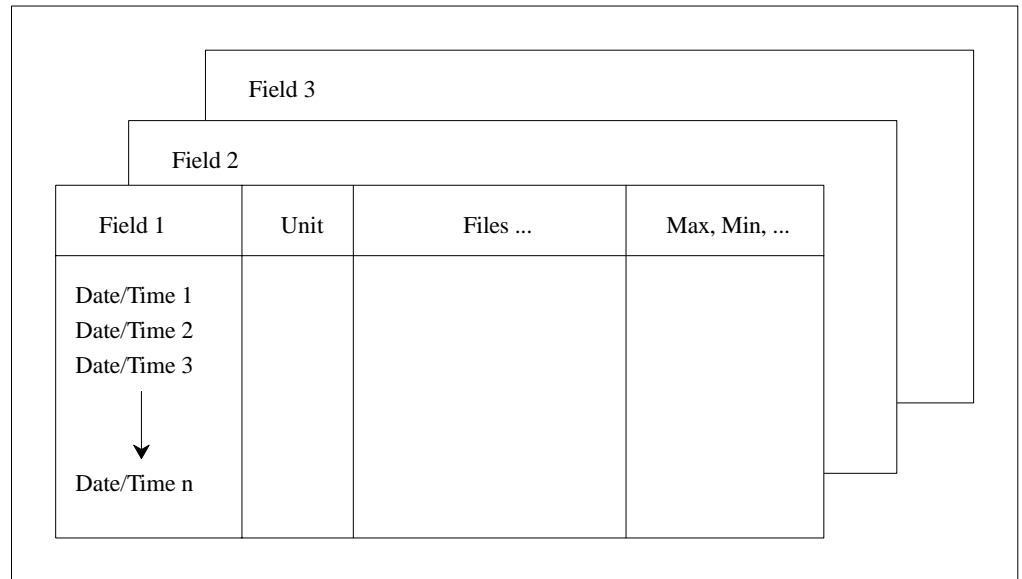 Field 3
Field 2
Field 1 Unit Files ... Max, Min, ...
Date/Time 1
Date/Time 2
Date/Time 3
Date/Time n